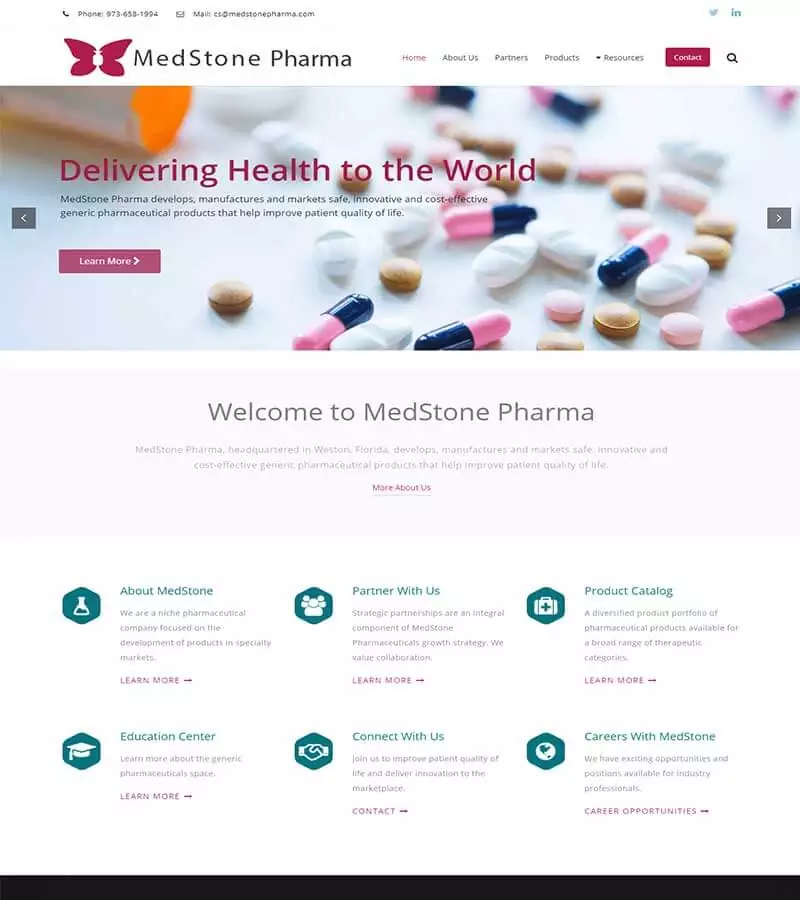 Phone: 973-658-1994 Mail: cs@medstonepharma.com
MedStone Pharma
Home About Us Partners Products Resources Contact
Delivering Health to the World
MedStone Pharma develops, manufactures and markets safe, innovative and cost-effective
generic pharmaceutical products that help improve patient quality of life.
Learn More
Welcome to MedStone Pharma
MedStone Pharma, headquartered in Weston, Florida, develops, manufactures and markets safe, innovative and
cost-effective generic pharmaceutical products that help improve patient quality of life.
More About Us
About MedStone
We are a niche pharmaceutical
company focused on the
development of products in specialty
markets.
LEARN MORE
Partner With Us
Strategic partnerships are an integral
component of MedStone
Pharmaceuticals growth strategy. We
value collaboration.
LEARN MORE
Product Catalog
A diversified product portfolio of
pharmaceutical products available for
a broad range of therapeutic
categories.
LEARN MORE
Education Center
Learn more about the generic
pharmaceuticals space.
LEARN MORE
Connect With Us
Join us to improve patient quality of
life and deliver innovation to the
marketplace.
CONTACT
Careers With MedStone
We have exciting opportunities and
positions available for industry
professionals.
CAREER OPPORTUNITIES